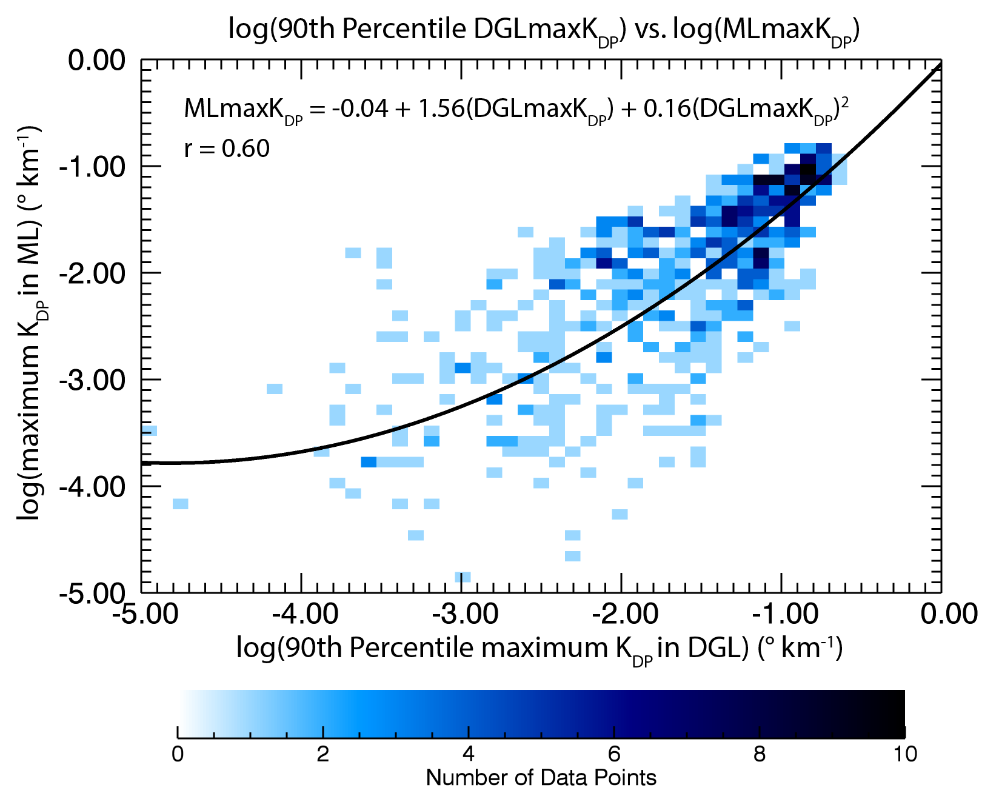 log(90th Percentile DGLmaxK_DP) vs. log(MLmaxK_DP)
0.00
MLmaxK_DP = -0.04 + 1.56(DGLmaxK_DP) + 0.16(DGLmaxK_DP)²
r = 0.60
-1.00
-2.00
-3.00
-4.00
-5.00
log(maximum K_DP in ML) (° km⁻¹)
-5.00 -4.00 -3.00 -2.00 -1.00 0.00
log(90th Percentile maximum K_DP in DGL) (° km⁻¹)
0 2 4 6 8 10
Number of Data Points